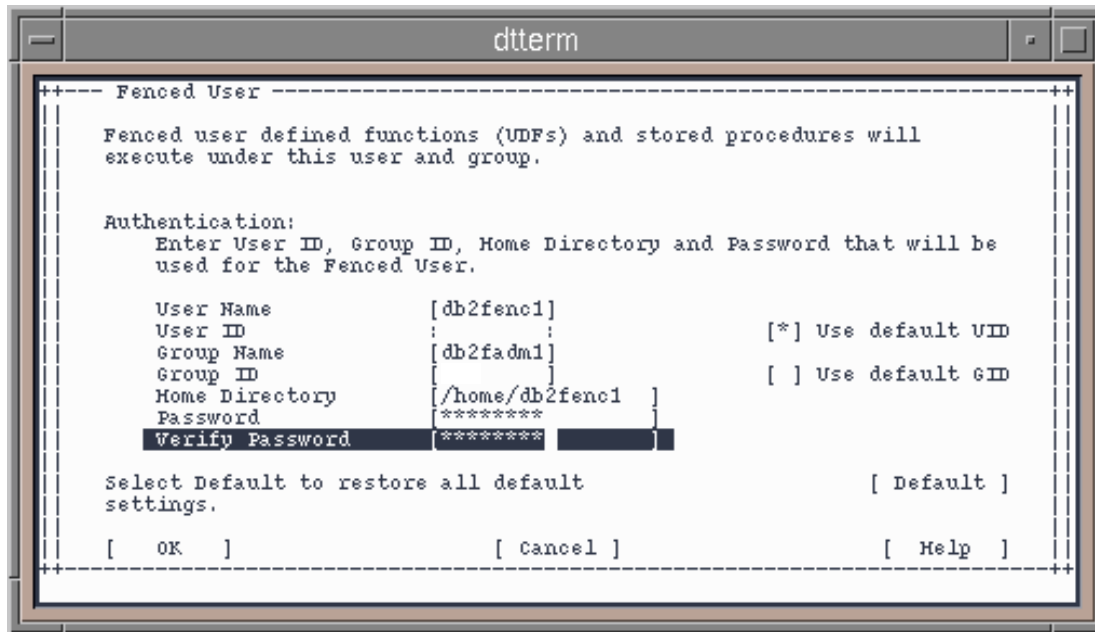 dtterm
Fenced User
Fenced user defined functions (UDFs) and stored procedures will
execute under this user and group.
Authentication:
Enter User ID, Group ID, Home Directory and Password that will be
used for the Fenced User.
User Name [db2fenc1]
User ID : : [*] Use default UID
Group Name [db2fadm1]
Group ID [ ] [ ] Use default GID
Home Directory [/home/db2fenc1 ]
Password [******** ]
Verify Password [******** ]
Select Default to restore all default [ Default ]
settings.
[ OK ] [ Cancel ] [ Help ]